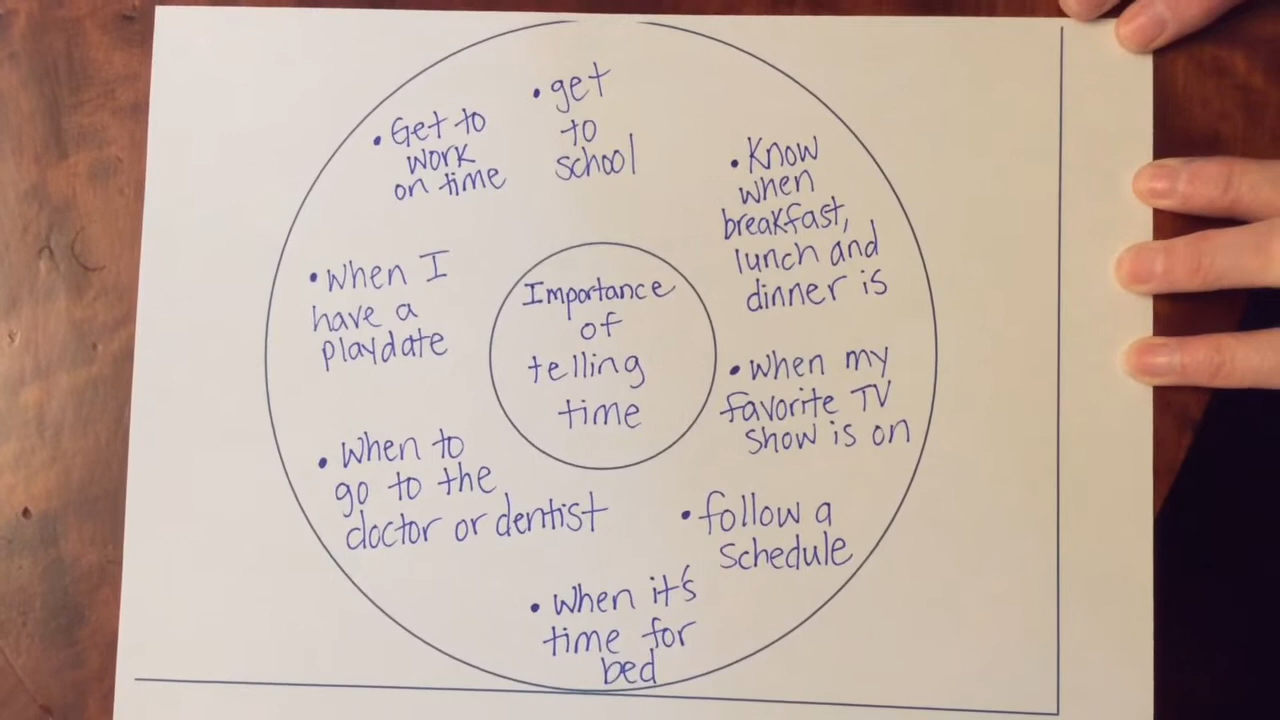 Importance
of
telling
time
• get
to
school
• Know
when
breakfast,
lunch and
dinner is
• When my
favorite TV
show is on
• follow a
schedule
• When it's
time for
bed
• When to
go to the
doctor or dentist
• When I
have a
playdate
• Get to
work
on time